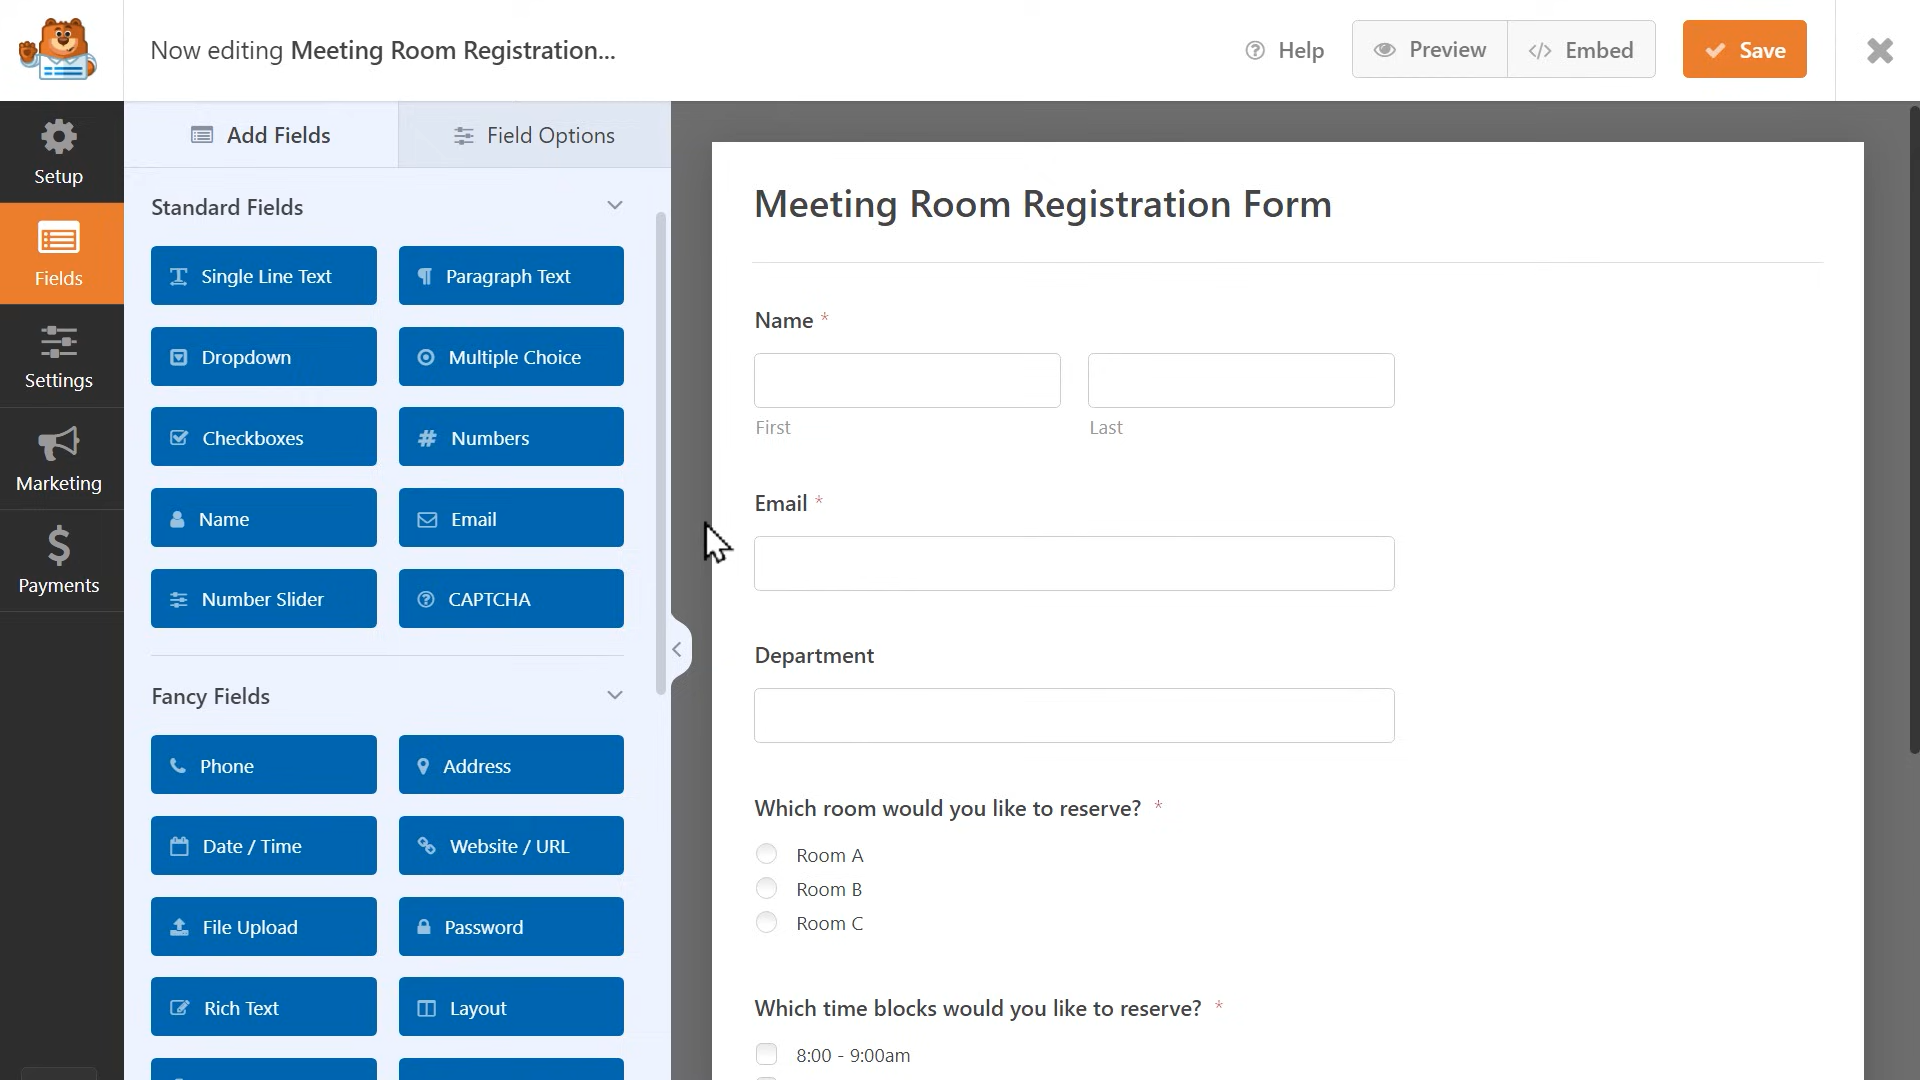 Now editing Meeting Room Registration...
Help
Preview
Embed
Save
Setup
Fields
Settings
Marketing
Payments
Add Fields
Field Options
Standard Fields
Single Line Text
Paragraph Text
Dropdown
Multiple Choice
Checkboxes
Numbers
Name
Email
Number Slider
CAPTCHA
Fancy Fields
Phone
Address
Date / Time
Website / URL
File Upload
Password
Rich Text
Layout
Meeting Room Registration Form
Name *
First
Last
Email *
Department
Which room would you like to reserve? *
Room A
Room B
Room C
Which time blocks would you like to reserve? *
8:00 - 9:00am